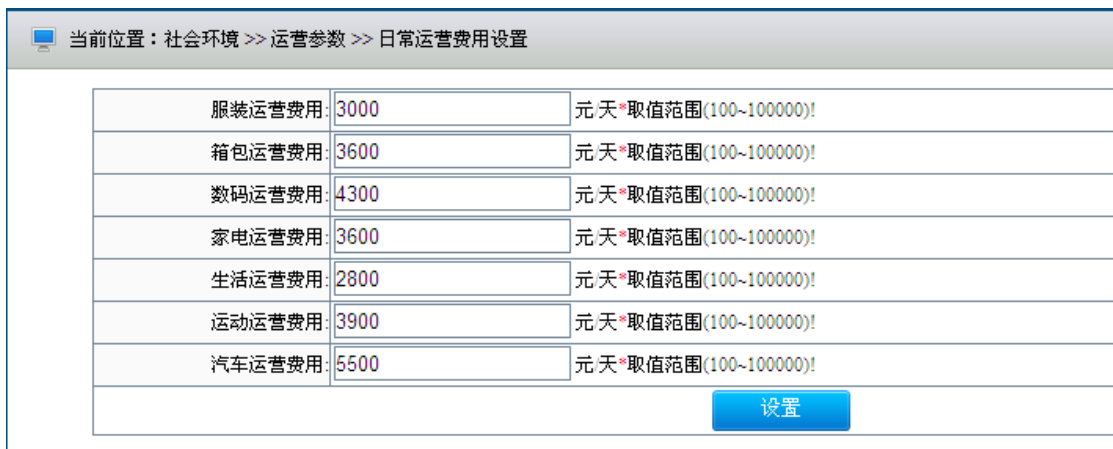 当前位置：社会环境 >> 运营参数 >> 日常运营费用设置
服装运营费用: 3000 元/天*取值范围(100~100000)!
箱包运营费用: 3600 元/天*取值范围(100~100000)!
数码运营费用: 4300 元/天*取值范围(100~100000)!
家电运营费用: 3600 元/天*取值范围(100~100000)!
生活运营费用: 2800 元/天*取值范围(100~100000)!
运动运营费用: 3900 元/天*取值范围(100~100000)!
汽车运营费用: 5500 元/天*取值范围(100~100000)!
设置